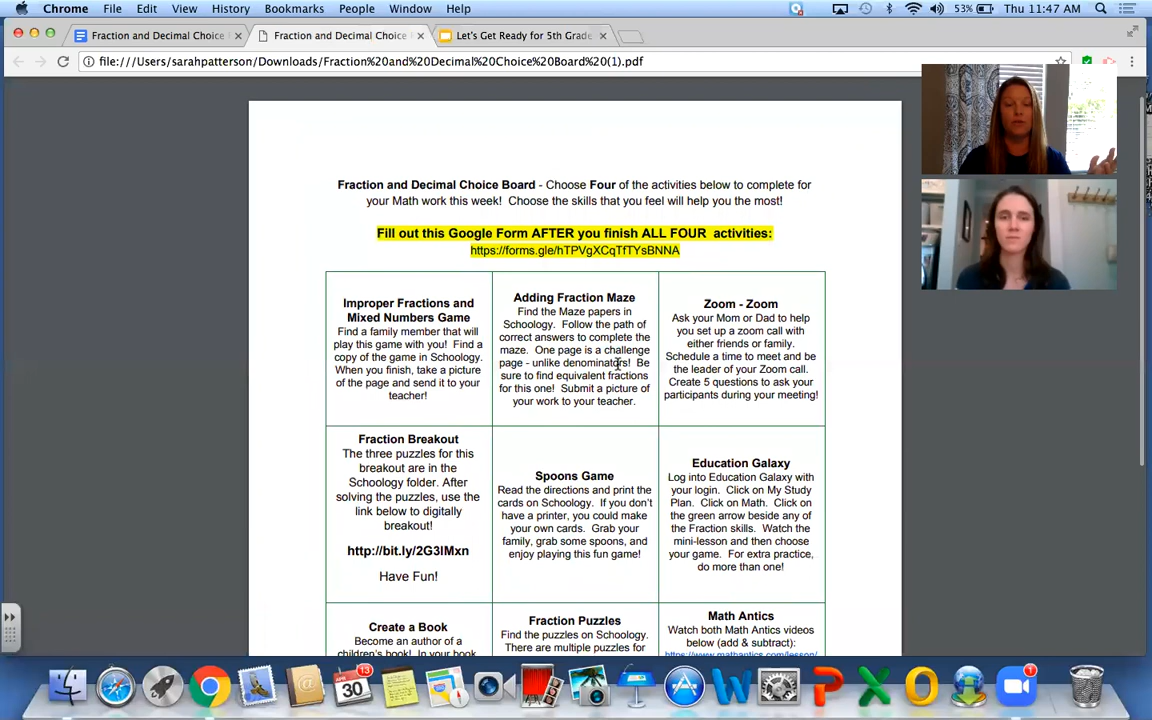 Chrome File Edit View History Bookmarks People Window Help 53% Thu 11:47 AM
Fraction and Decimal Choice Fraction and Decimal Choice Let's Get Ready for 5th Grade
file:///Users/sarahpatterson/Downloads/Fraction%20and%20Decimal%20Choice%20Board%20(1).pdf
Fraction and Decimal Choice Board - Choose Four of the activities below to complete for
your Math work this week! Choose the skills that you feel will help you the most!
Fill out this Google Form AFTER you finish ALL FOUR activities:
https://forms.gle/hTPVgXCqTfTYsBNNA
Improper Fractions and
Mixed Numbers Game
Find a family member that will
play this game with you! Find a
copy of the game in Schoology.
When you finish, take a picture
of the page and send it to your
teacher!
Adding Fraction Maze
Find the Maze papers in
Schoology. Follow the path of
correct answers to complete the
maze. One page is a challenge
page - unlike denominators! Be
sure to find equivalent fractions
for this one! Submit a picture of
your work to your teacher.
Zoom - Zoom
Ask your Mom or Dad to help
you set up a zoom call with
either friends or family.
Schedule a time to meet and be
the leader of your Zoom call.
Create 5 questions to ask your
participants during your meeting!
Fraction Breakout
The three puzzles for this
breakout are in the
Schoology folder. After
solving the puzzles, use the
link below to digitally
breakout!
http://bit.ly/2G3lMxn
Have Fun!
Spoons Game
Read the directions and print the
cards on Schoology. If you don't
have a printer, you could make
your own cards. Grab your
family, grab some spoons, and
enjoy playing this fun game!
Education Galaxy
Log into Education Galaxy with
your login. Click on My Study
Plan. Click on Math. Click on
the green arrow beside any of
the Fraction skills. Watch the
mini-lesson and then choose
your game. For extra practice,
do more than one!
Create a Book
Become an author of a
children's book! In your book
Fraction Puzzles
Find the puzzles on Schoology.
There are multiple puzzles for
Math Antics
Watch both Math Antics videos
below (add & subtract):
https://www.mathantics.com/lesson/
13
APR
30
1